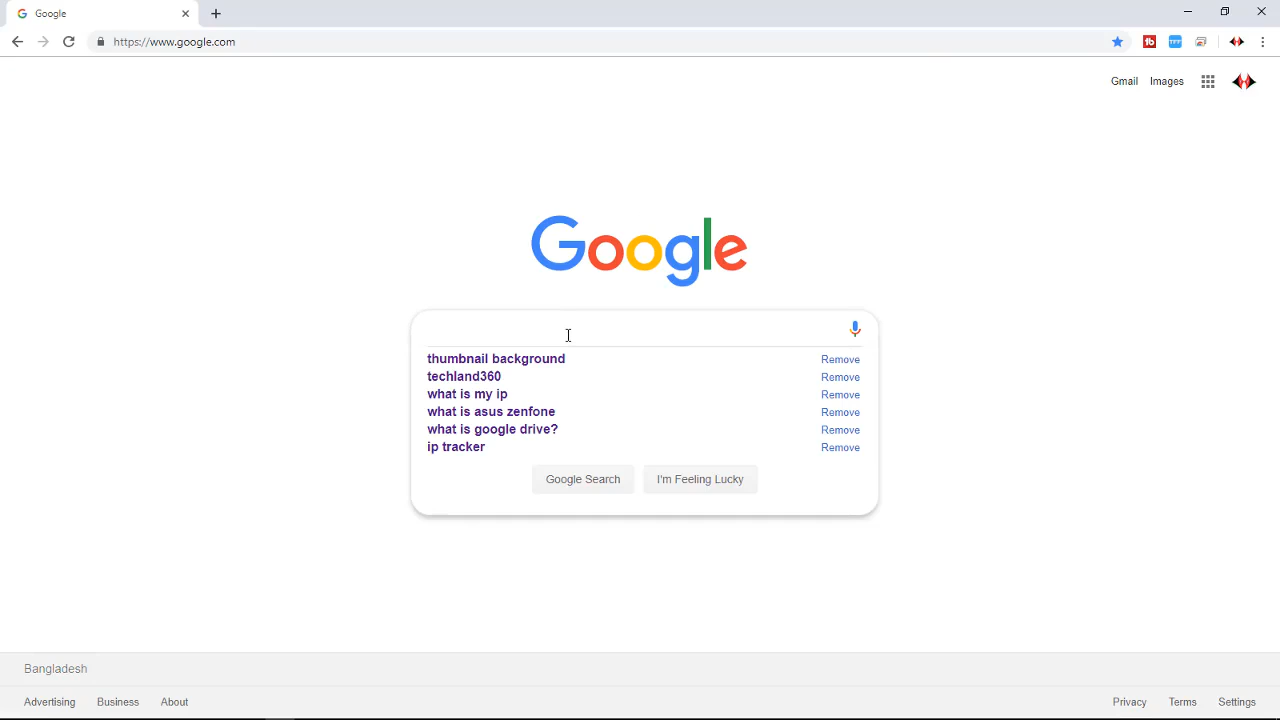 Google
https://www.google.com
Gmail Images
Google
thumbnail background Remove
techland360 Remove
what is my ip Remove
what is asus zenfone Remove
what is google drive? Remove
ip tracker Remove
Google Search I'm Feeling Lucky
Bangladesh
Advertising Business About Privacy Terms Settings